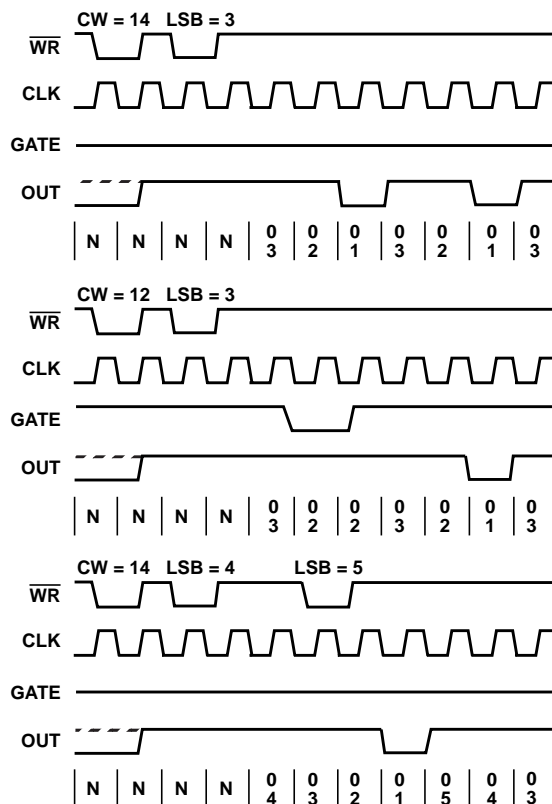 CW = 14 LSB = 3
WR
CLK
GATE
OUT
N N N N 0 0 0 0 0 0 0
3 2 1 3 2 1 3
CW = 12 LSB = 3
WR
CLK
GATE
OUT
N N N N 0 0 0 0 0 0 0
3 2 2 3 2 1 3
CW = 14 LSB = 4 LSB = 5
WR
CLK
GATE
OUT
N N N N 0 0 0 0 0 0 0
4 3 2 1 5 4 3